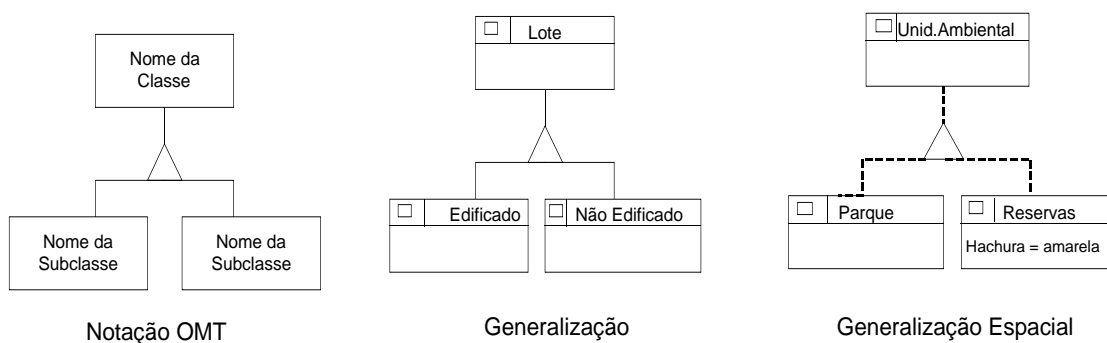 Nome da
Classe
Nome da
Subclasse
Nome da
Subclasse
Notação OMT
Lote
Edificado
Não Edificado
Generalização
Unid.Ambiental
Parque
Reservas
Hachura = amarela
Generalização Espacial